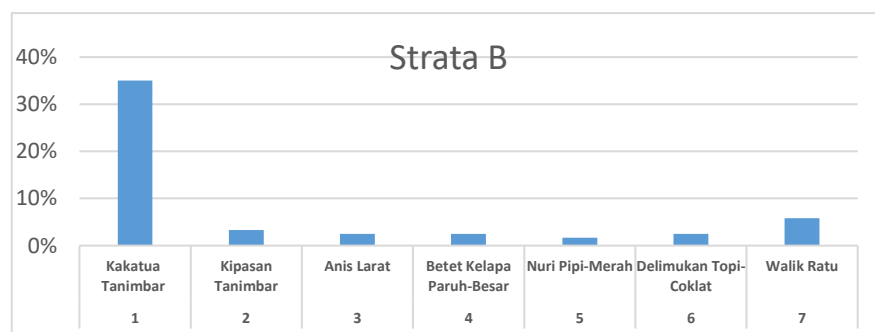 Strata B
40%
30%
20%
10%
0%
Kakatua Tanimbar
Kipasan Tanimbar
Anis Larat
Betet Kelapa Paruh-Besar
Nuri Pipi-Merah
Delimukan Topi-Coklat
Walik Ratu
1 2 3 4 5 6 7